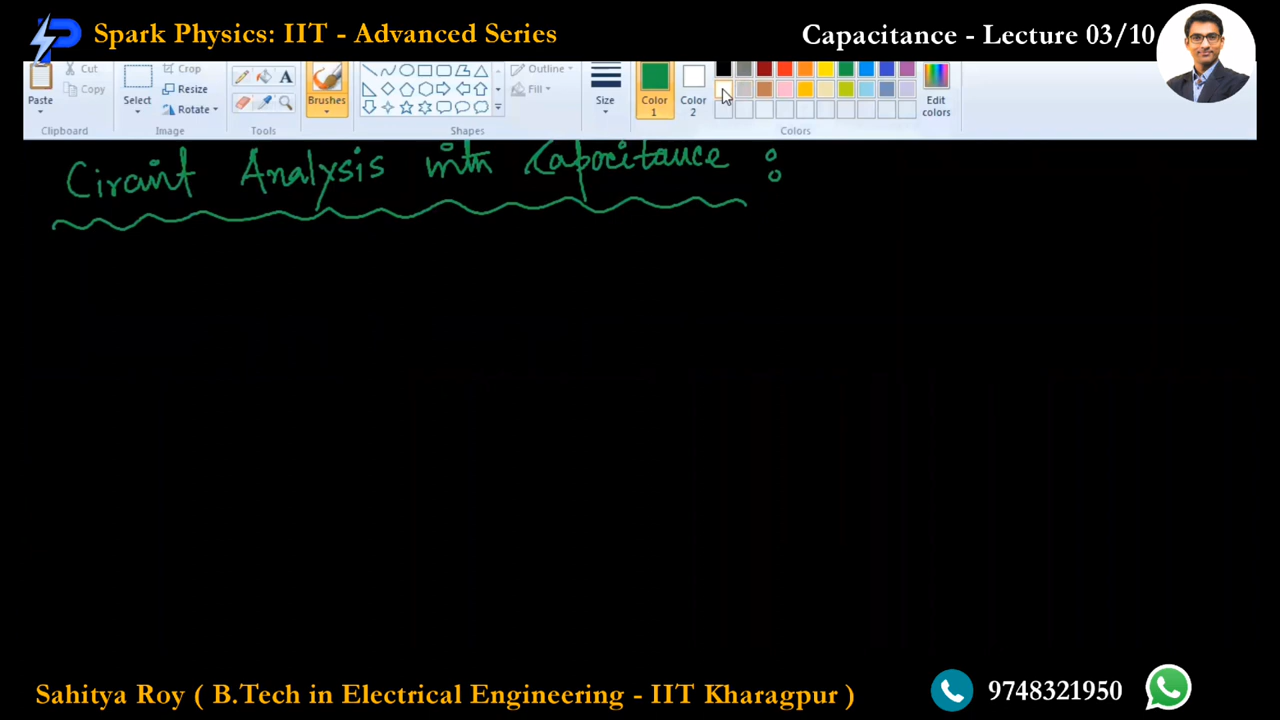 Spark Physics: IIT - Advanced Series
Capacitance - Lecture 03/10
Paste
Cut
Copy
Clipboard
Select
Crop
Resize
Rotate
Image
A
Tools
Brushes
Shapes
Outline
Fill
Size
Color 1
Color 2
Edit colors
Colors
Circuit Analysis with Capacitance :
Sahitya Roy ( B.Tech in Electrical Engineering - IIT Kharagpur )
9748321950